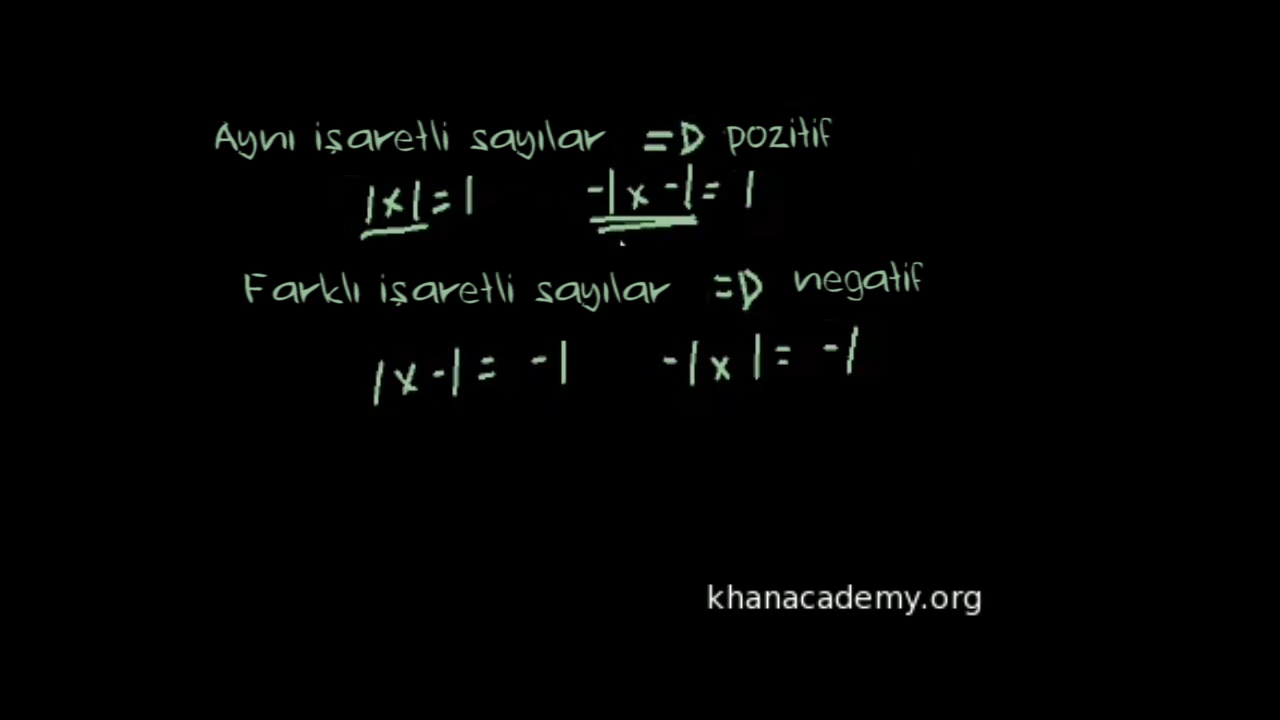 Aynı işaretli sayılar => pozitif
1x1=1 -1x-1=1
Farklı işaretli sayılar => negatif
1x-1=-1 -1x1=-1
khanacademy.org